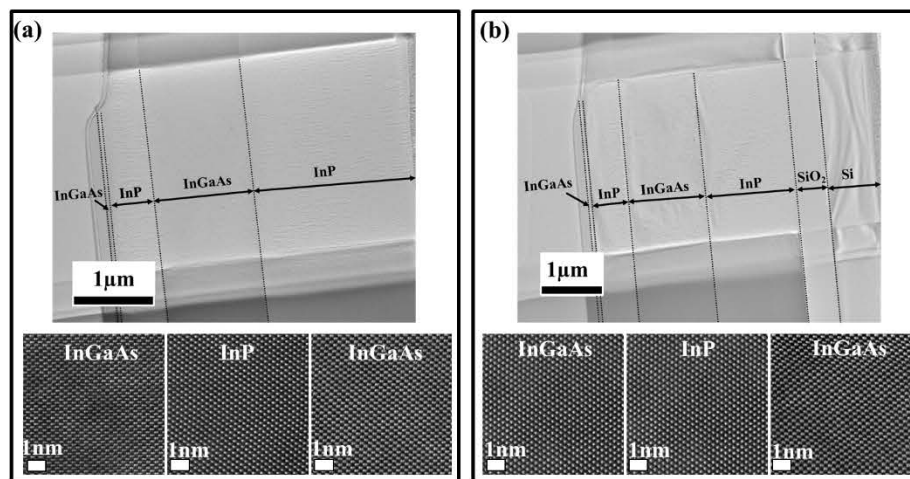 (a)
InGaAs
InP
InGaAs
InP
1μm
InGaAs
InP
InGaAs
1nm
1nm
1nm
(b)
InGaAs
InP
InGaAs
InP
SiO₂
Si
1μm
InGaAs
InP
InGaAs
1nm
1nm
1nm